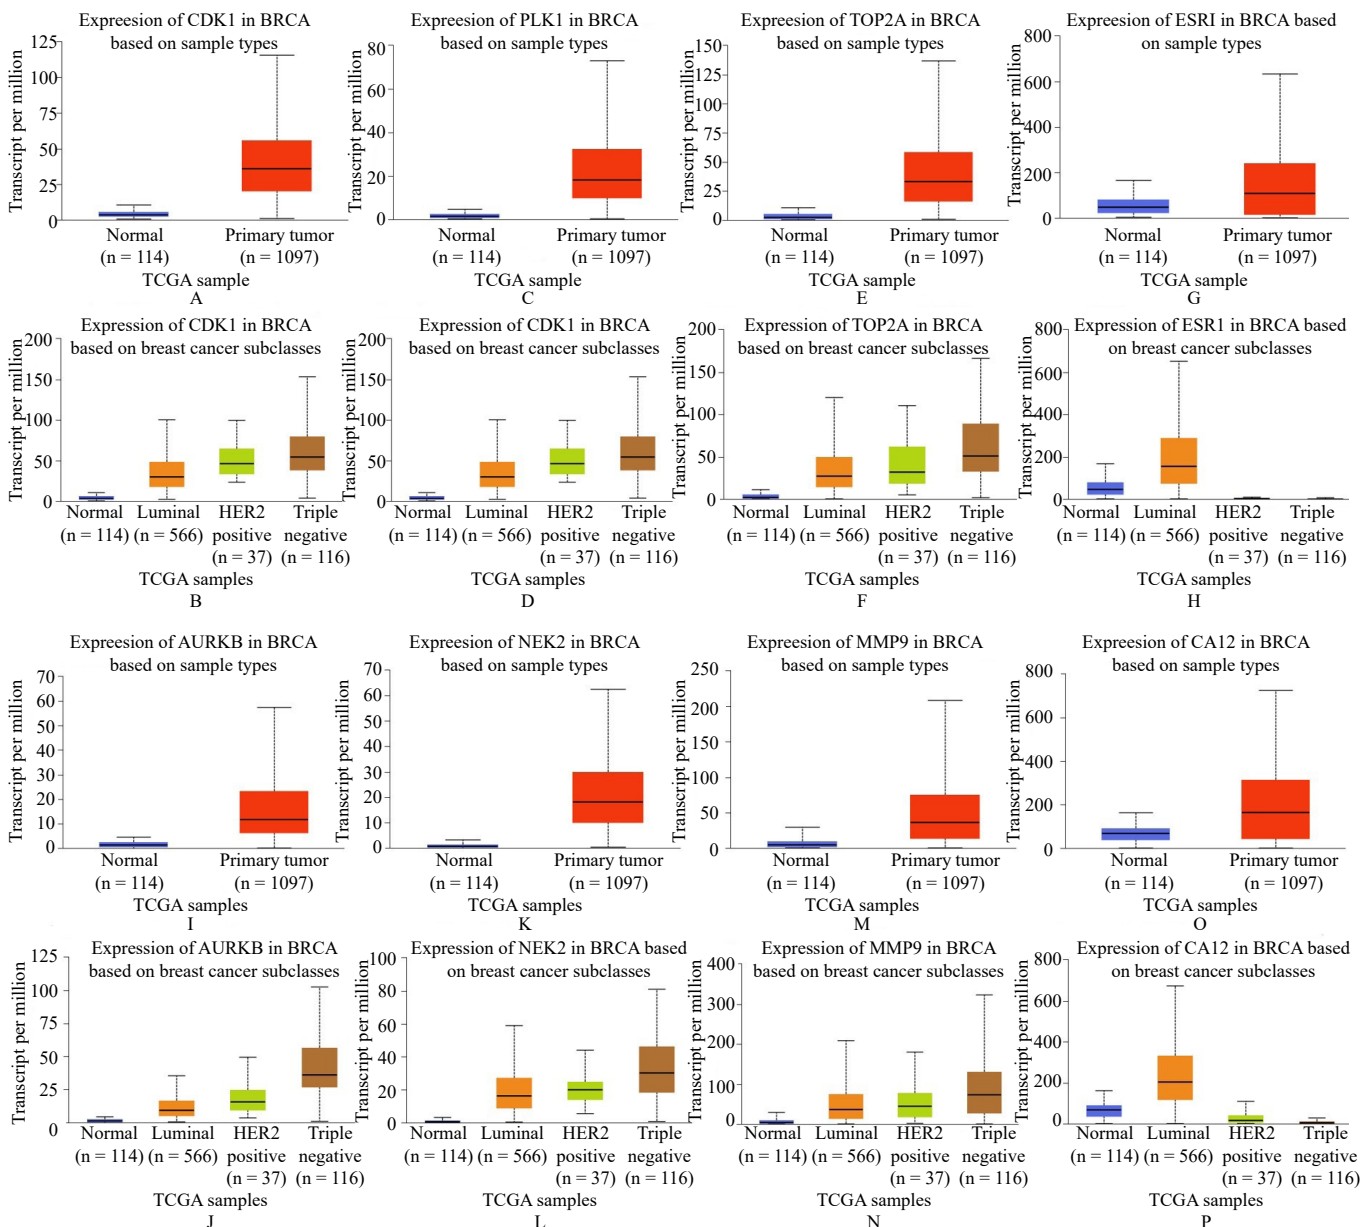 Expreesion of CDK1 in BRCA
based on sample types
Transcript per million
125
100
75
50
25
0
Normal
(n = 114)
Primary tumor
(n = 1097)
TCGA sample
A
Expreesion of PLK1 in BRCA
based on sample types
Transcript per million
80
60
40
20
0
Normal
(n = 114)
Primary tumor
(n = 1097)
TCGA sample
C
Expreesion of TOP2A in BRCA
based on sample types
Transcript per million
150
125
100
75
50
25
0
Normal
(n = 114)
Primary tumor
(n = 1097)
TCGA sample
E
Expreesion of ESRI in BRCA based
on sample types
Transcript per million
800
600
400
200
0
Normal
(n = 114)
Primary tumor
(n = 1097)
TCGA sample
G
Expression of CDK1 in BRCA
based on breast cancer subclasses
Transcript per million
200
150
100
50
0
Normal
(n = 114)
Luminal
(n = 566)
HER2
positive
(n = 37)
Triple
negative
(n = 116)
TCGA samples
B
Expression of CDK1 in BRCA
based on breast cancer subclasses
Transcript per million
200
150
100
50
0
Normal
(n = 114)
Luminal
(n = 566)
HER2
positive
(n = 37)
Triple
negative
(n = 116)
TCGA samples
D
Expression of TOP2A in BRCA
based on breast cancer subclasses
Transcript per million
200
150
100
50
0
Normal
(n = 114)
Luminal
(n = 566)
HER2
positive
(n = 37)
Triple
negative
(n = 116)
TCGA samples
F
Expression of ESR1 in BRCA based
on breast cancer subclasses
Transcript per million
800
600
400
200
0
Normal
(n = 114)
Luminal
(n = 566)
HER2
positive
(n = 37)
Triple
negative
(n = 116)
TCGA samples
H
Expreesion of AURKB in BRCA
based on sample types
Transcript per million
70
60
50
40
30
20
10
0
Normal
(n = 114)
Primary tumor
(n = 1097)
TCGA samples
I
Expreesion of NEK2 in BRCA
based on sample types
Transcript per million
70
60
50
40
30
20
10
0
Normal
(n = 114)
Primary tumor
(n = 1097)
TCGA samples
K
Expreesion of MMP9 in BRCA
based on sample types
Transcript per million
250
200
150
100
50
0
Normal
(n = 114)
Primary tumor
(n = 1097)
TCGA samples
M
Expreesion of CA12 in BRCA
based on sample types
Transcript per million
800
600
400
200
0
Normal
(n = 114)
Primary tumor
(n = 1097)
TCGA samples
O
Expression of AURKB in BRCA
based on breast cancer subclasses
Transcript per million
125
100
75
50
25
0
Normal
(n = 114)
Luminal
(n = 566)
HER2
positive
(n = 37)
Triple
negative
(n = 116)
TCGA samples
J
Expression of NEK2 in BRCA based
on breast cancer subclasses
Transcript per million
100
80
60
40
20
0
Normal
(n = 114)
Luminal
(n = 566)
HER2
positive
(n = 37)
Triple
negative
(n = 116)
TCGA samples
L
Expression of MMP9 in BRCA
based on breast cancer subclasses
Transcript per million
400
300
200
100
0
Normal
(n = 114)
Luminal
(n = 566)
HER2
positive
(n = 37)
Triple
negative
(n = 116)
TCGA samples
N
Expression of CA12 in BRCA based
on breast cancer subclasses
Transcript per million
800
600
400
200
0
Normal
(n = 114)
Luminal
(n = 566)
HER2
positive
(n = 37)
Triple
negative
(n = 116)
TCGA samples
P